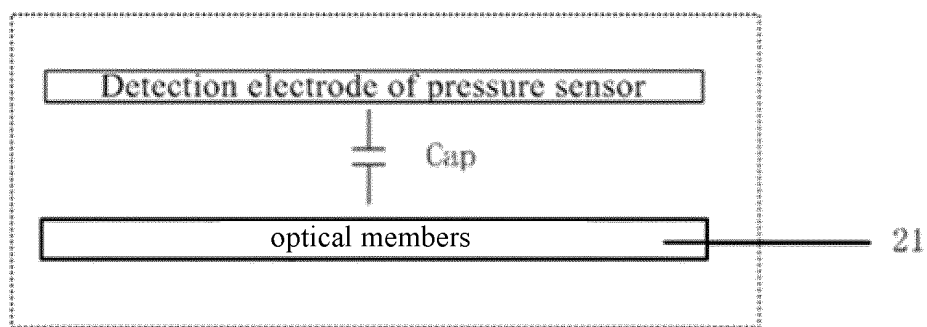 Detection electrode of pressure sensor
Cap
optical members
21